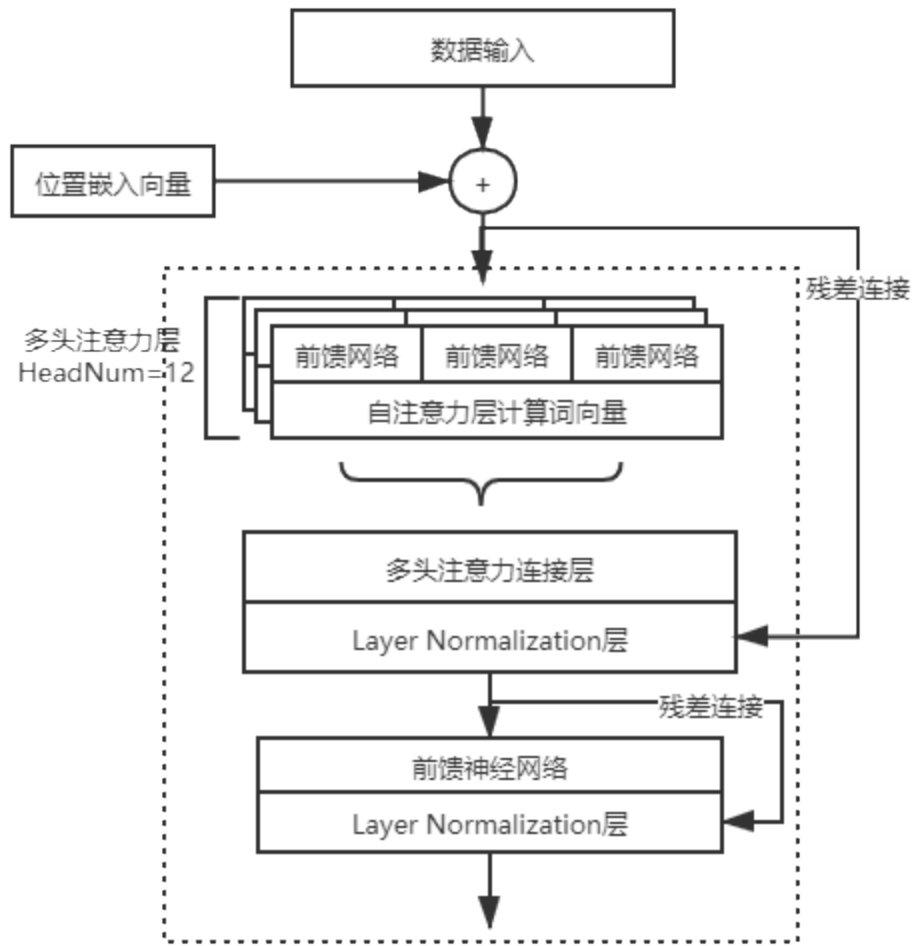 数据输入
位置嵌入向量
+
残差连接
多头注意力层
HeadNum=12
前馈网络
前馈网络
前馈网络
自注意力层计算词向量
多头注意力连接层
Layer Normalization层
残差连接
前馈神经网络
Layer Normalization层